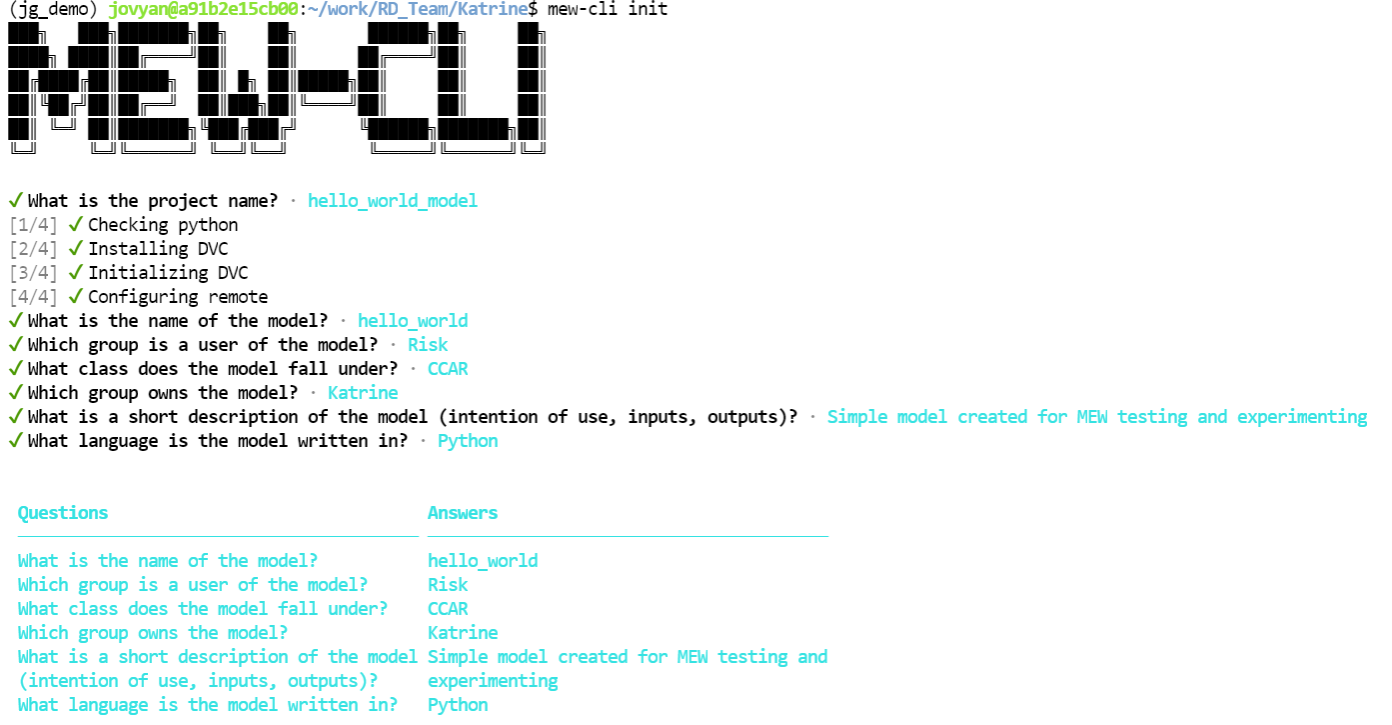 (jg_demo) jovyan@a91b2e15cb00:~/work/RD_Team/Katrine$ mew-cli init
MEW-CLI
✓ What is the project name? · hello_world_model
[1/4] ✓ Checking python
[2/4] ✓ Installing DVC
[3/4] ✓ Initializing DVC
[4/4] ✓ Configuring remote
✓ What is the name of the model? · hello_world
✓ Which group is a user of the model? · Risk
✓ What class does the model fall under? · CCAR
✓ Which group owns the model? · Katrine
✓ What is a short description of the model (intention of use, inputs, outputs)? · Simple model created for MEW testing and experimenting
✓ What language is the model written in? · Python
Questions Answers
What is the name of the model? hello_world
Which group is a user of the model? Risk
What class does the model fall under? CCAR
Which group owns the model? Katrine
What is a short description of the model Simple model created for MEW testing and
(intention of use, inputs, outputs)? experimenting
What language is the model written in? Python